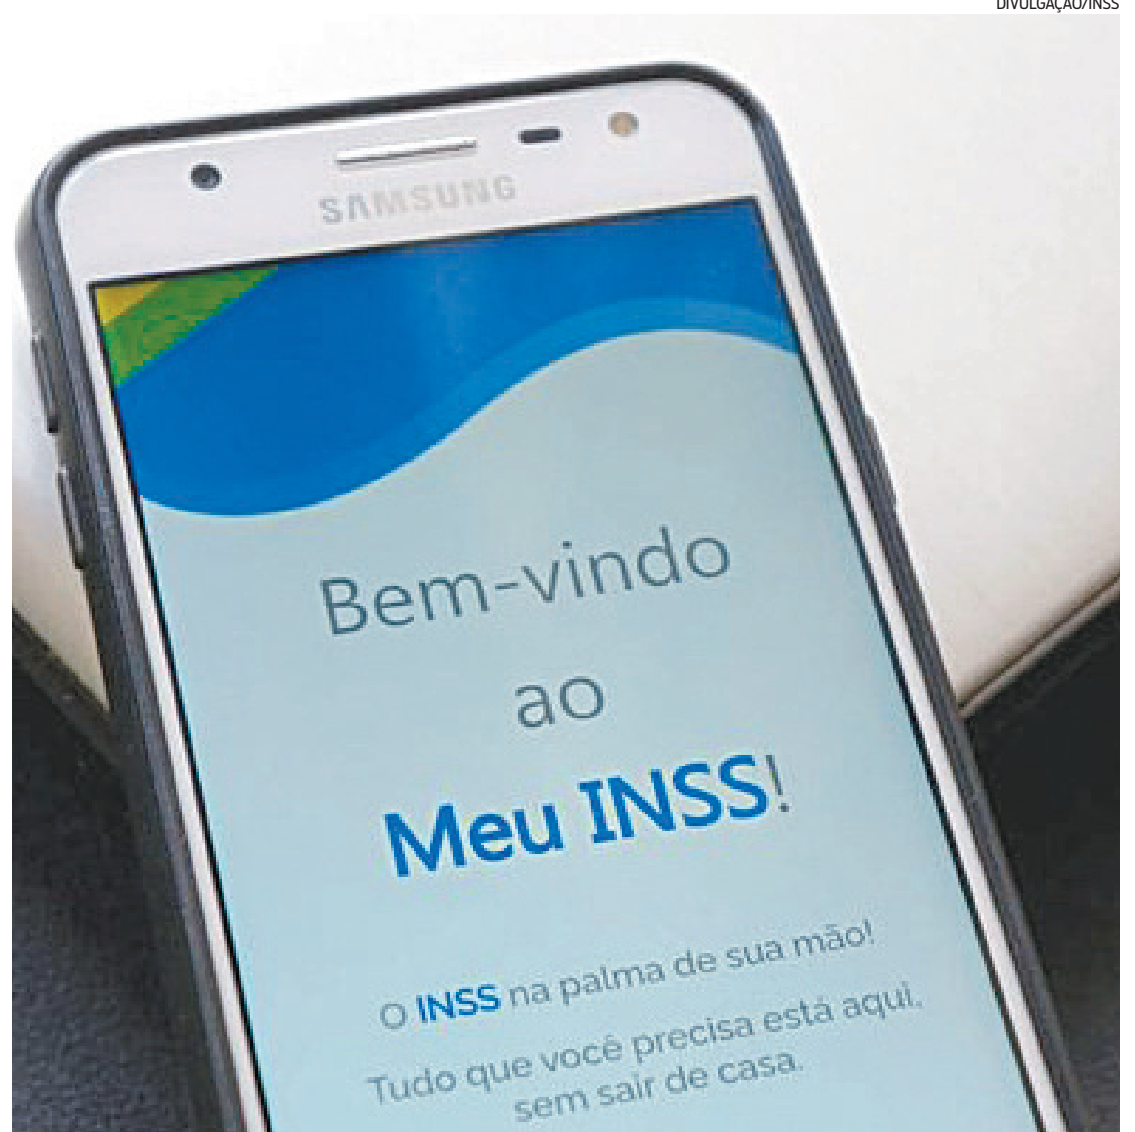 DIVULGAÇÃO/INSS
SAMSUNG
Bem-vindo
ao
Meu INSS!
O INSS na palma de sua mão!
Tudo que você precisa está aqui,
sem sair de casa.